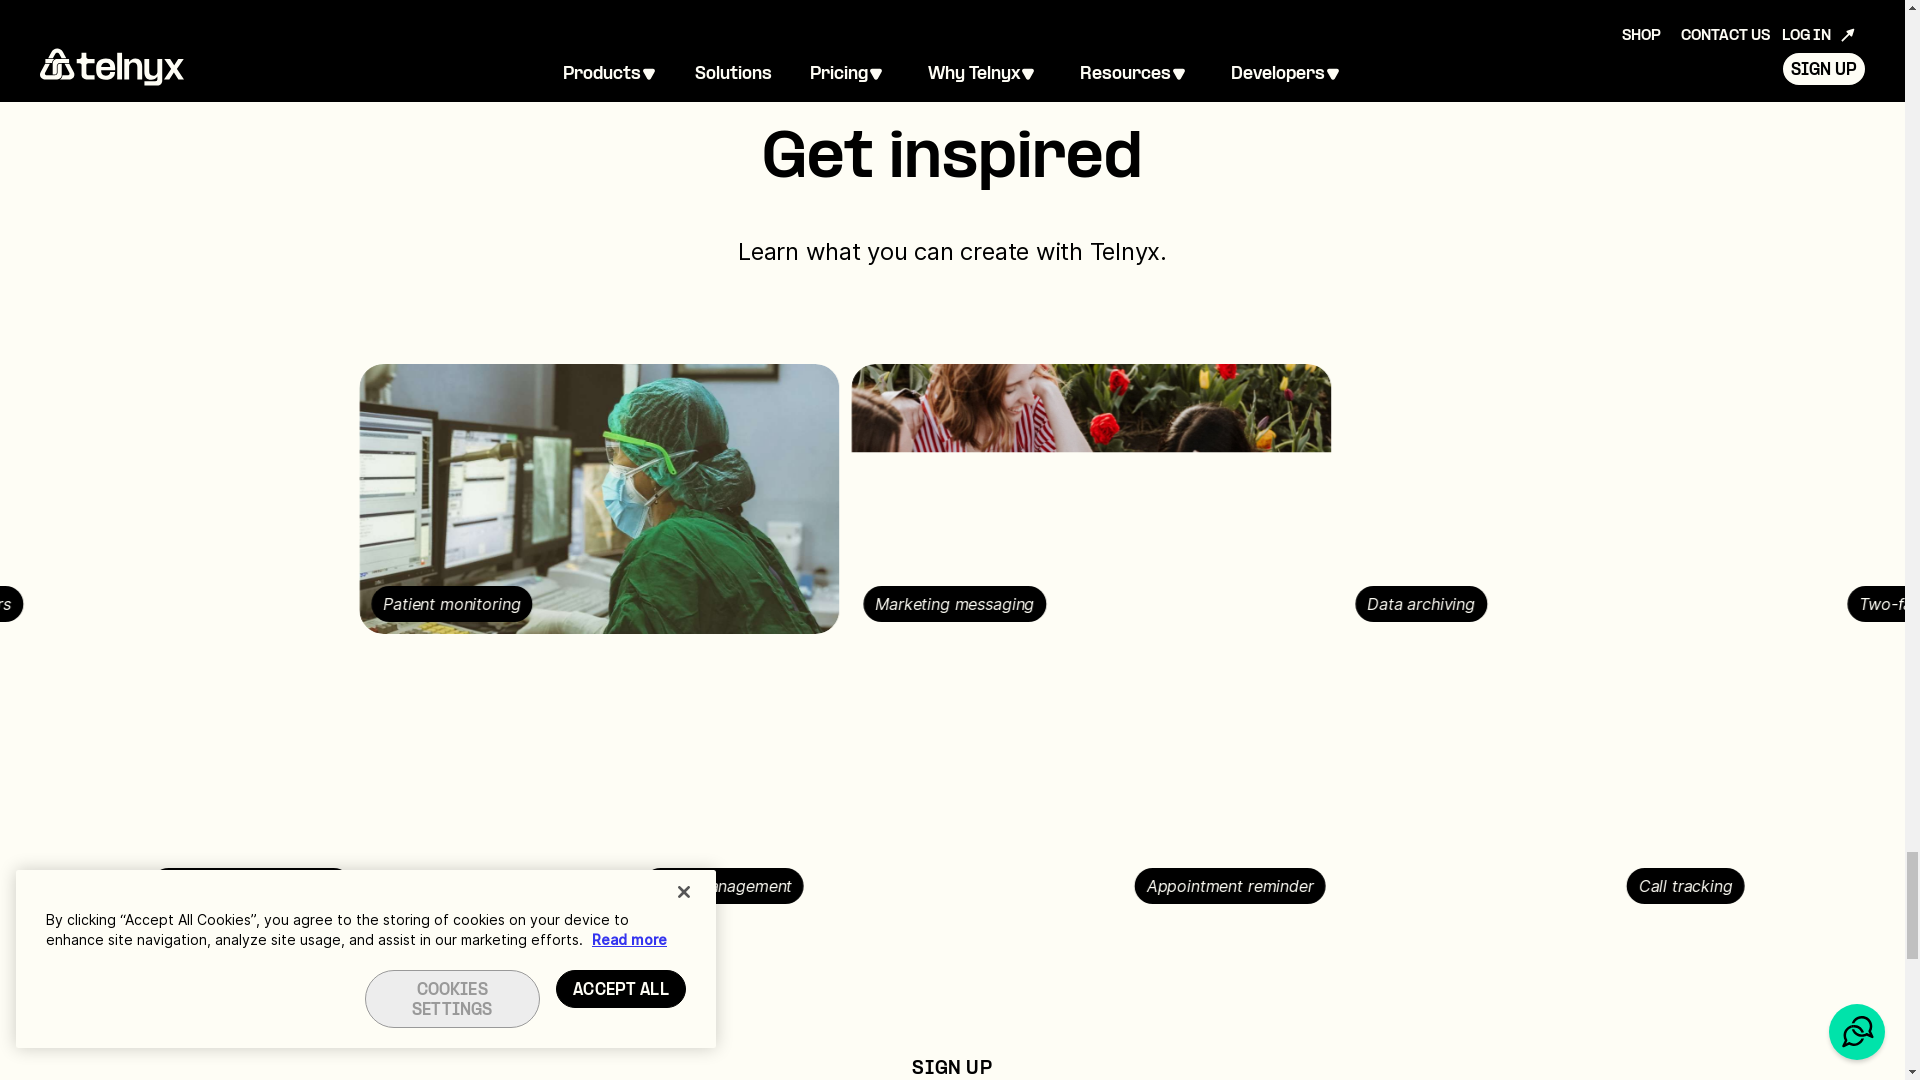 SHOP CONTACT US LOG IN
telnyx
Products Solutions Pricing Why Telnyx Resources Developers
SIGN UP
Get inspired
Learn what you can create with Telnyx.
Patient monitoring
Marketing messaging
Data archiving
Appointment reminder
Call tracking
By clicking “Accept All Cookies”, you agree to the storing of cookies on your device to
enhance site navigation, analyze site usage, and assist in our marketing efforts. Read more
COOKIES
SETTINGS
ACCEPT ALL
SIGN UP